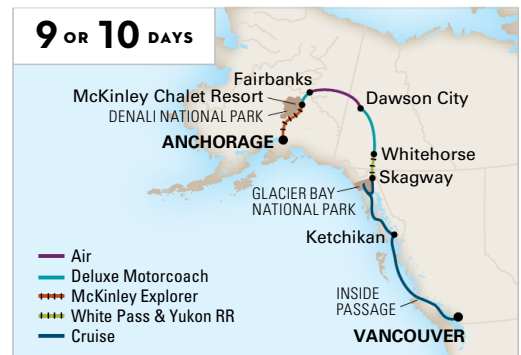 9 OR 10 DAYS
Fairbanks
McKinley Chalet Resort
DENALI NATIONAL PARK
Dawson City
ANCHORAGE
Whitehorse
Skagway
GLACIER BAY
NATIONAL PARK
Ketchikan
Air
Deluxe Motorcoach
McKinley Explorer
White Pass & Yukon RR
Cruise
INSIDE
PASSAGE
VANCOUVER